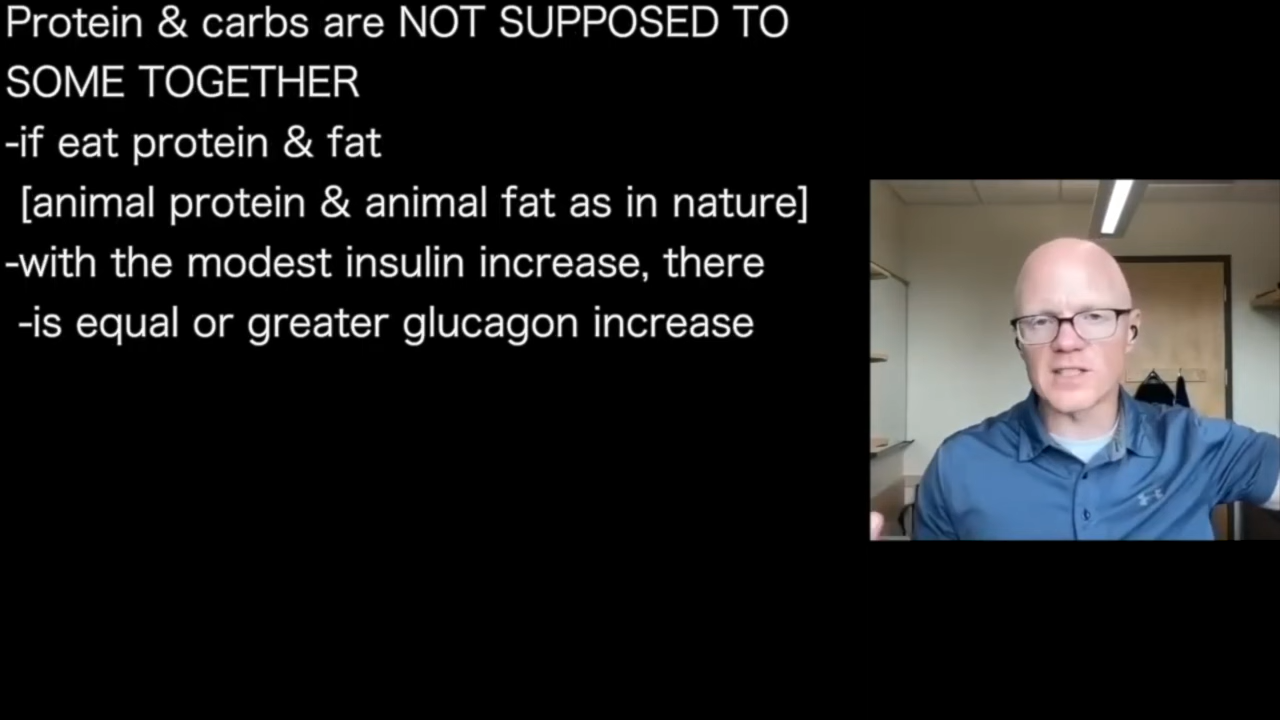 Protein & carbs are NOT SUPPOSED TO
SOME TOGETHER
-if eat protein & fat
[animal protein & animal fat as in nature]
-with the modest insulin increase, there
-is equal or greater glucagon increase